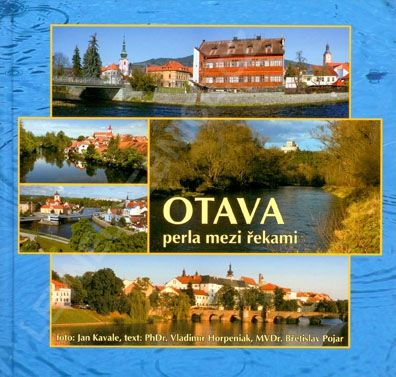 OTAVA
perla mezi řekami
foto: Jan Kavale, text: PhDr. Vladimír Horpeniak, MVDr. Břetislav Pojar